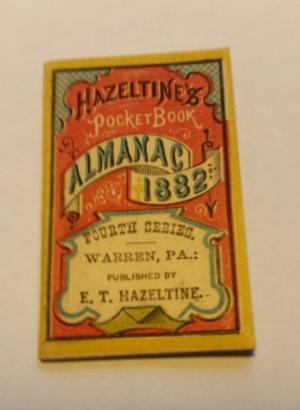 HAZELTINE'S
POCKET BOOK
ALMANAC
1882.
FOURTH SERIES.
WARREN, PA.:
PUBLISHED BY
E. T. HAZELTINE.